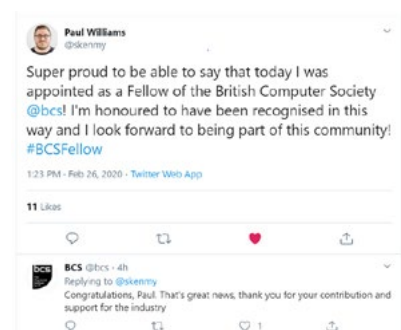 Paul Williams
@skenmy
Super proud to be able to say that today I was
appointed as a Fellow of the British Computer Society
@bcs! I'm honoured to have been recognised in this
way and I look forward to being part of this community!
#BCSFellow
1:23 PM · Feb 26, 2020 · Twitter Web App
11 Likes
bcs
BCS @bcs · 4h
Replying to @skenmy
Congratulations, Paul. That's great news, thank you for your contribution and
support for the industry
1